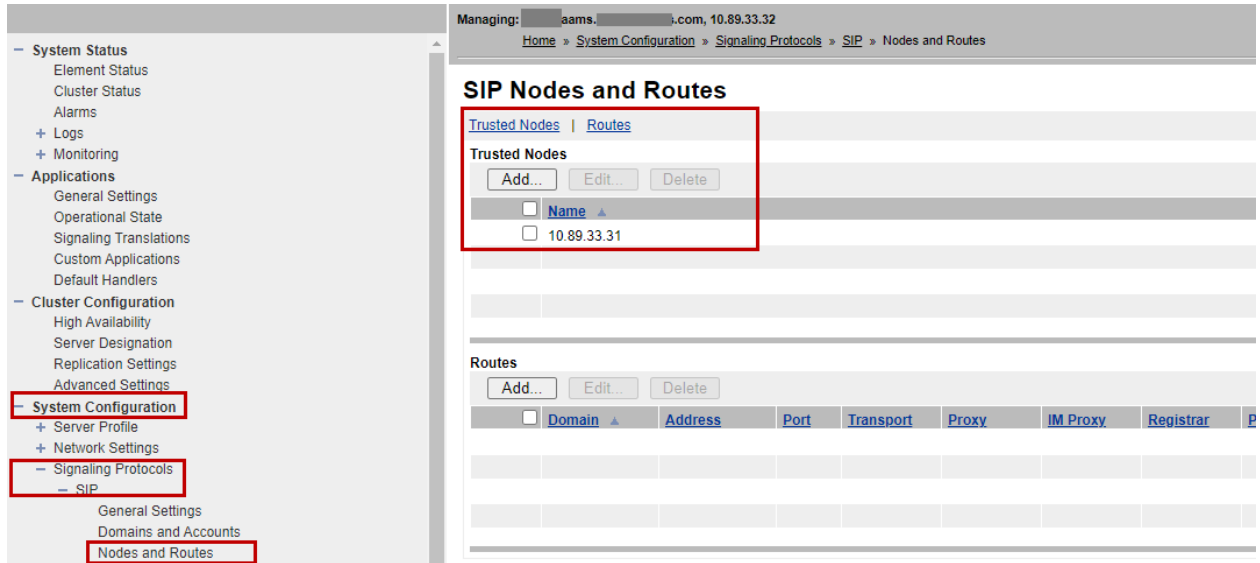 Managing: aams. .com, 10.89.33.32
Home » System Configuration » Signaling Protocols » SIP » Nodes and Routes
− System Status
Element Status
Cluster Status
Alarms
+ Logs
+ Monitoring
− Applications
General Settings
Operational State
Signaling Translations
Custom Applications
Default Handlers
− Cluster Configuration
High Availability
Server Designation
Replication Settings
Advanced Settings
− System Configuration
+ Server Profile
+ Network Settings
− Signaling Protocols
− SIP
General Settings
Domains and Accounts
Nodes and Routes
SIP Nodes and Routes
Trusted Nodes | Routes
Trusted Nodes
Add... Edit... Delete
Name
10.89.33.31
Routes
Add... Edit... Delete
Domain Address Port Transport Proxy IM Proxy Registrar